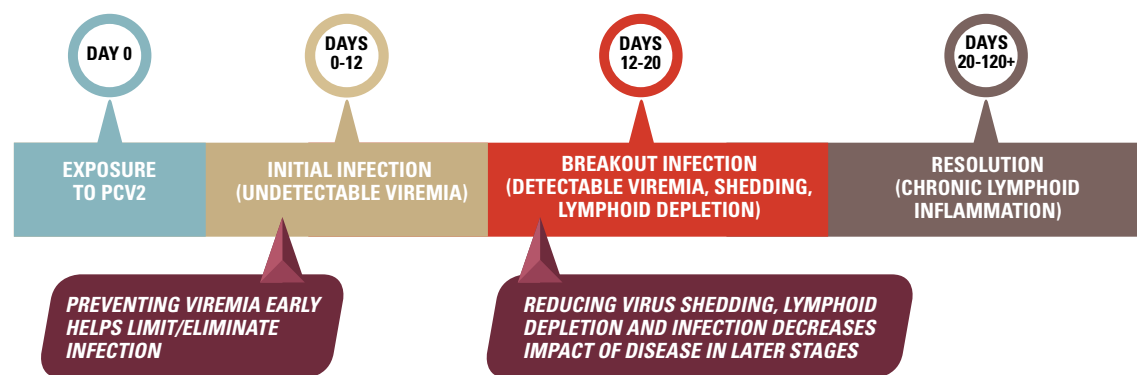 DAY 0
DAYS
0-12
DAYS
12-20
DAYS
20-120+
EXPOSURE
TO PCV2
INITIAL INFECTION
(UNDETECTABLE VIREMIA)
BREAKOUT INFECTION
(DETECTABLE VIREMIA, SHEDDING,
LYMPHOID DEPLETION)
RESOLUTION
(CHRONIC LYMPHOID
INFLAMMATION)
PREVENTING VIREMIA EARLY
HELPS LIMIT/ELIMINATE
INFECTION
REDUCING VIRUS SHEDDING, LYMPHOID
DEPLETION AND INFECTION DECREASES
IMPACT OF DISEASE IN LATER STAGES